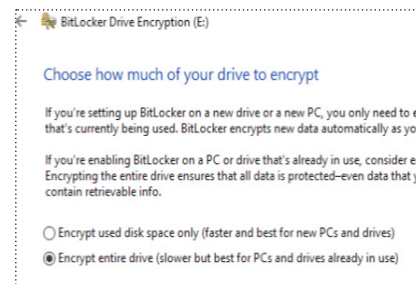 BitLocker Drive Encryption (E:)
Choose how much of your drive to encrypt
If you're setting up BitLocker on a new drive or a new PC, you only need to e
that's currently being used. BitLocker encrypts new data automatically as yo
If you're enabling BitLocker on a PC or drive that's already in use, consider e
Encrypting the entire drive ensures that all data is protected–even data that y
contain retrievable info.
Encrypt used disk space only (faster and best for new PCs and drives)
Encrypt entire drive (slower but best for PCs and drives already in use)